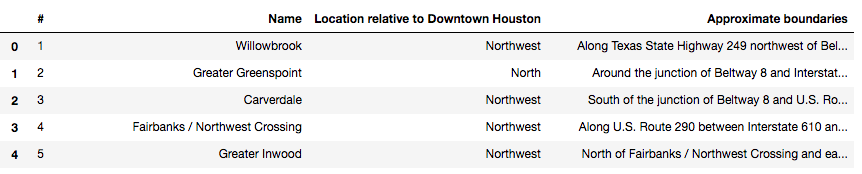 # Name Location relative to Downtown Houston Approximate boundaries
0 1 Willowbrook Northwest Along Texas State Highway 249 northwest of Bel...
1 2 Greater Greenspoint North Around the junction of Beltway 8 and Interstat...
2 3 Carverdale Northwest South of the junction of Beltway 8 and U.S. Ro...
3 4 Fairbanks / Northwest Crossing Northwest Along U.S. Route 290 between Interstate 610 an...
4 5 Greater Inwood Northwest North of Fairbanks / Northwest Crossing and ea...